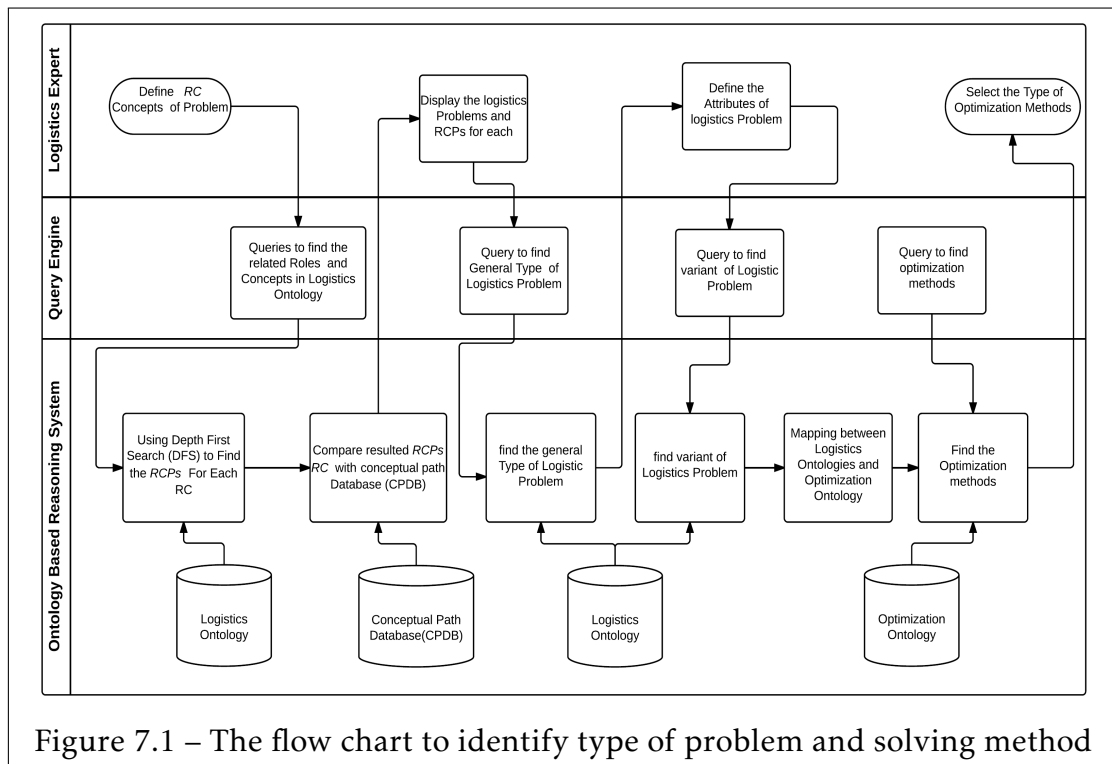 Logistics Expert
Define RC
Concepts of Problem
Display the logistics
Problems and
RCPs for each
Define the
Attributes of
logistics Problem
Select the Type of
Optimization Methods
Query Engine
Queries to find the
related Roles and
Concepts in Logistics
Ontology
Query to find
General Type of
Logistics Problem
Query to find
variant of Logistic
Problem
Query to find
optimization
methods
Ontology Based Reasoning System
Using Depth First
Search (DFS) to Find
the RCPs For Each
RC
Compare resulted RCPs
RC with conceptual path
Database (CPDB)
find the general
Type of Logistic
Problem
find variant of
Logistics Problem
Mapping between
Logistics
Ontologies and
Optimization
Ontology
Find the
Optimization
methods
Logistics
Ontology
Conceptual Path
Database(CPDB)
Logistics
Ontology
Optimization
Ontology
Figure 7.1 – The flow chart to identify type of problem and solving method